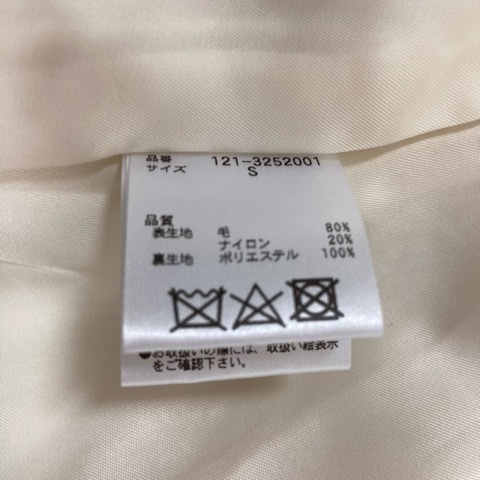 品番 121-3252001
サイズ S
品質
表生地 毛 80%
ナイロン 20%
裏生地 ポリエステル 100%
●お取扱いの際には、取扱い絵表示
をご確認下さい。